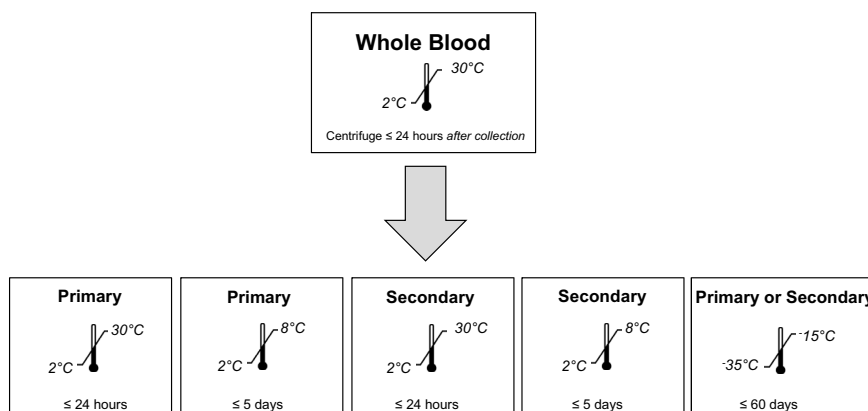 Whole Blood
30°C
2°C
Centrifuge ≤ 24 hours after collection
Primary
30°C
2°C
≤ 24 hours
Primary
8°C
2°C
≤ 5 days
Secondary
30°C
2°C
≤ 24 hours
Secondary
8°C
2°C
≤ 5 days
Primary or Secondary
-15°C
-35°C
≤ 60 days